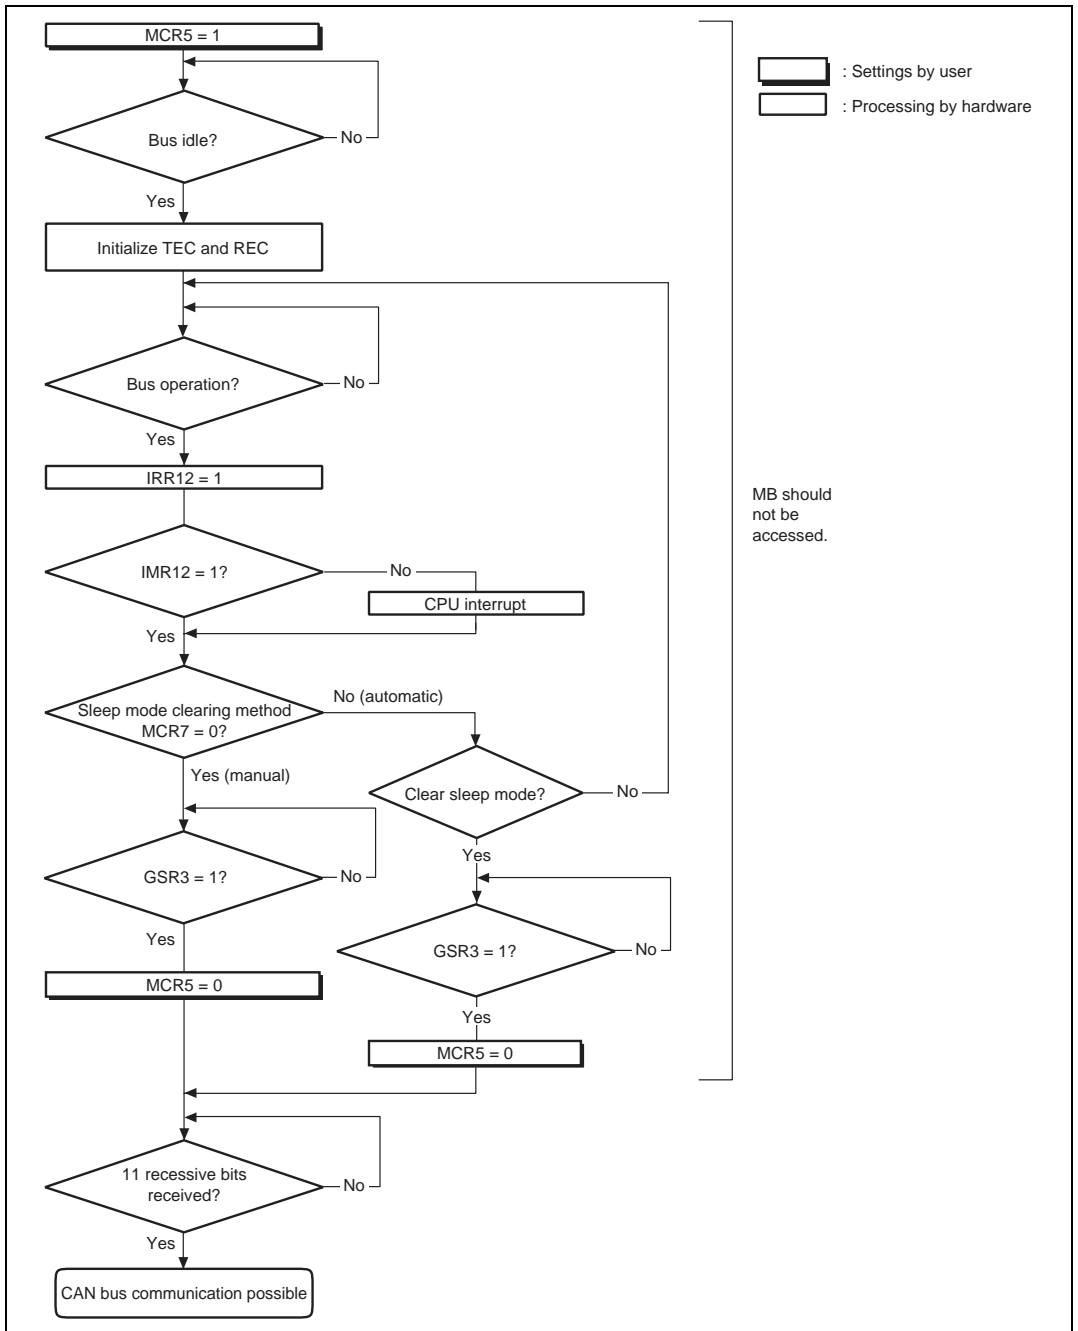 MCR5 = 1
: Settings by user
: Processing by hardware
Bus idle?
No
Yes
Initialize TEC and REC
Bus operation?
No
Yes
IRR12 = 1
MB should
not be
accessed.
IMR12 = 1?
No
CPU interrupt
Yes
Sleep mode clearing method
MCR7 = 0?
No (automatic)
Yes (manual)
Clear sleep mode?
No
Yes
GSR3 = 1?
No
Yes
GSR3 = 1?
No
Yes
MCR5 = 0
MCR5 = 0
11 recessive bits
received?
No
Yes
CAN bus communication possible